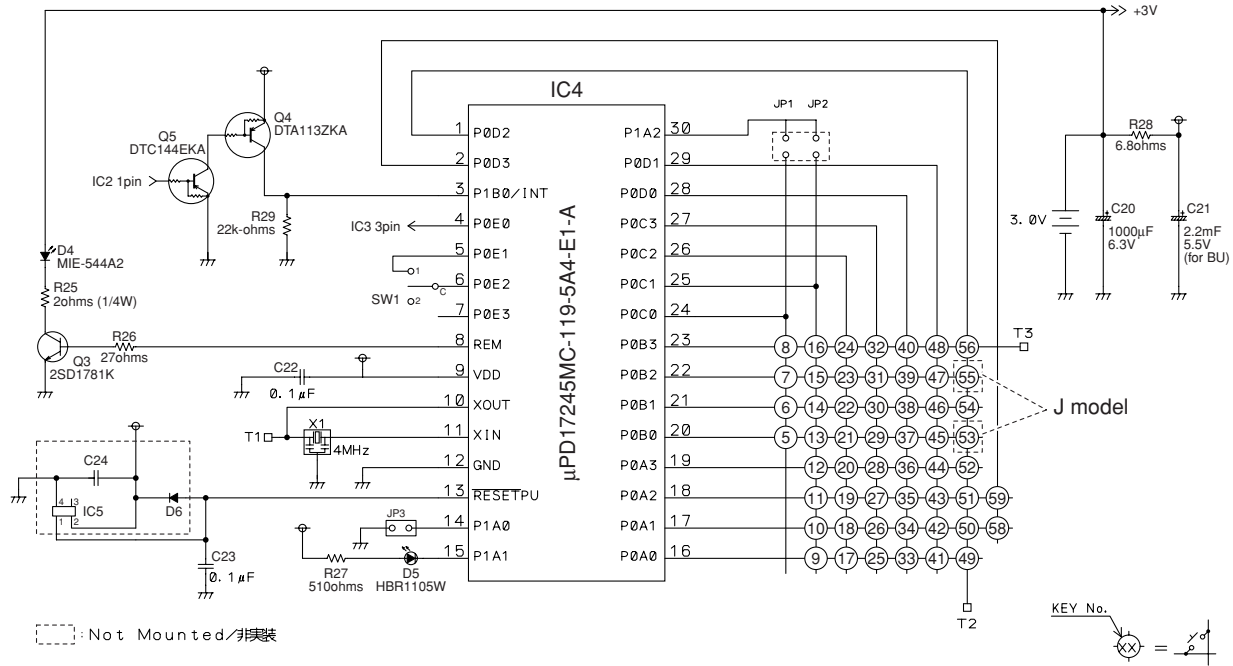 +3V
IC4
JP1 JP2
Q4
DTA113ZKA
Q5
DTC144EKA
IC2 1pin
R29
22k-ohms
IC3 3pin
SW1
1
2
C
D4
MIE-544A2
R25
2ohms (1/4W)
R26
27ohms
Q3
2SD1781K
C22
0.1μF
T1
X1
4MHz
C24
IC5
4 3
1 2
D6
C23
0.1μF
JP3
R27
510ohms
D5
HBR1105W
1 P0D2
2 P0D3
3 P1B0/INT
4 P0E0
5 P0E1
6 P0E2
7 P0E3
8 REM
9 VDD
10 XOUT
11 XIN
12 GND
13 RESETPU
14 P1A0
15 P1A1
μPD17245MC-119-5A4-E1-A
P1A2 30
P0D1 29
P0D0 28
P0C3 27
P0C2 26
P0C1 25
P0C0 24
P0B3 23
P0B2 22
P0B1 21
P0B0 20
P0A3 19
P0A2 18
P0A1 17
P0A0 16
8 16 24 32 40 48 56
7 15 23 31 39 47 55
6 14 22 30 38 46 54
5 13 21 29 37 45 53
12 20 28 36 44 52
11 19 27 35 43 51 59
10 18 26 34 42 50 58
9 17 25 33 41 49
T3
T2
J model
R28
6.8ohms
3.0V
C20
1000μF
6.3V
C21
2.2mF
5.5V
(for BU)
+
+
:Not Mounted/非実装
KEY No.
XX =